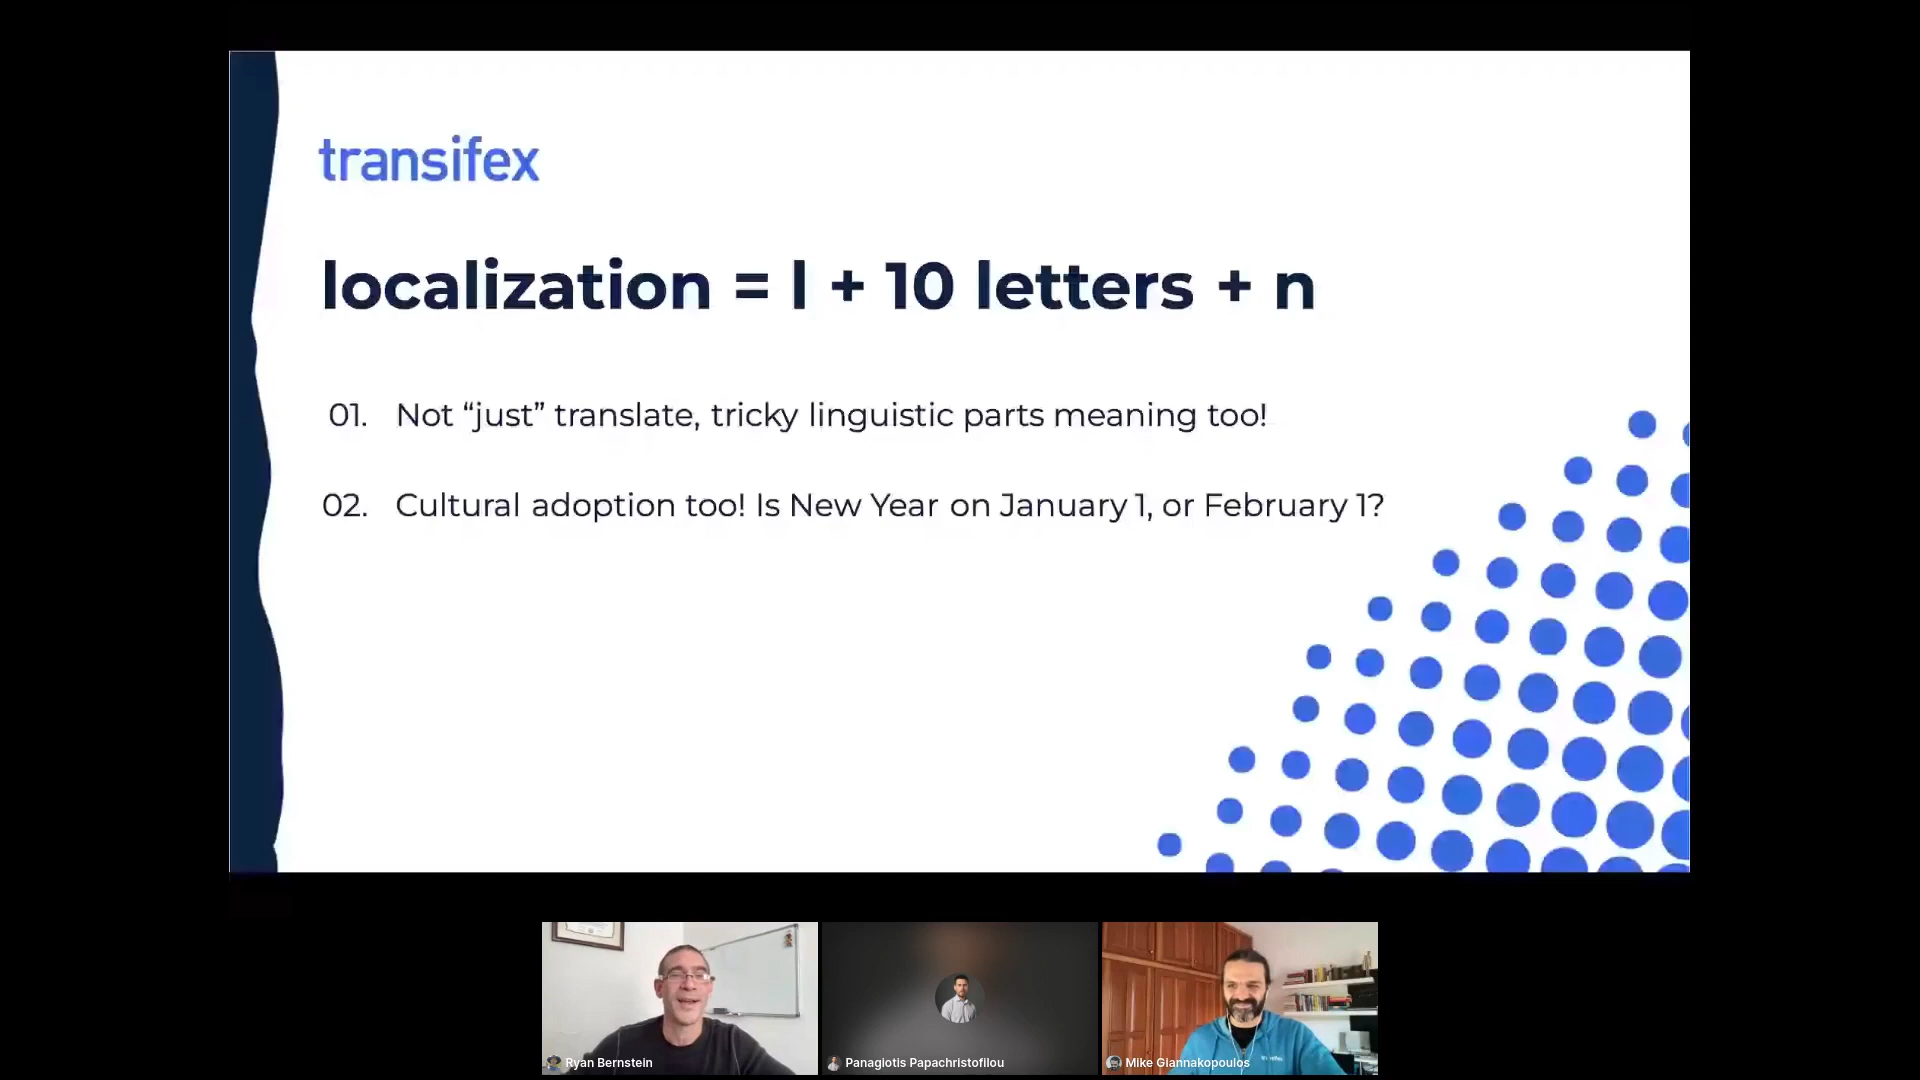 transifex
localization = l + 10 letters + n
01. Not “just” translate, tricky linguistic parts meaning too!
02. Cultural adoption too! Is New Year on January 1, or February 1?
Ryan Bernstein
Panagiotis Papachristofilou
Mike Giannakopoulos